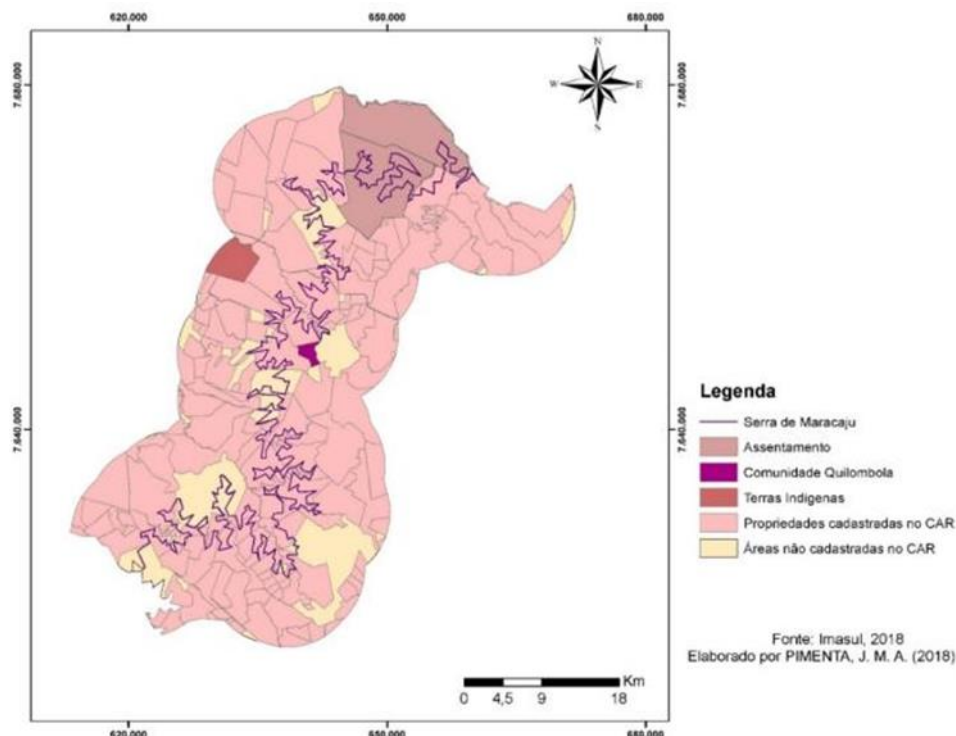 620.000 650.000 680.000
7.680.000 7.680.000
N
W E
S
7.640.000 7.640.000
Legenda
Serra de Maracaju
Assentamento
Comunidade Quilombola
Terras Indígenas
Propriedades cadastradas no CAR
Áreas não cadastradas no CAR
Fonte: Imasul, 2018
Elaborado por PIMENTA, J. M. A. (2018)
Km
0 4,5 9 18
620.000 650.000 680.000